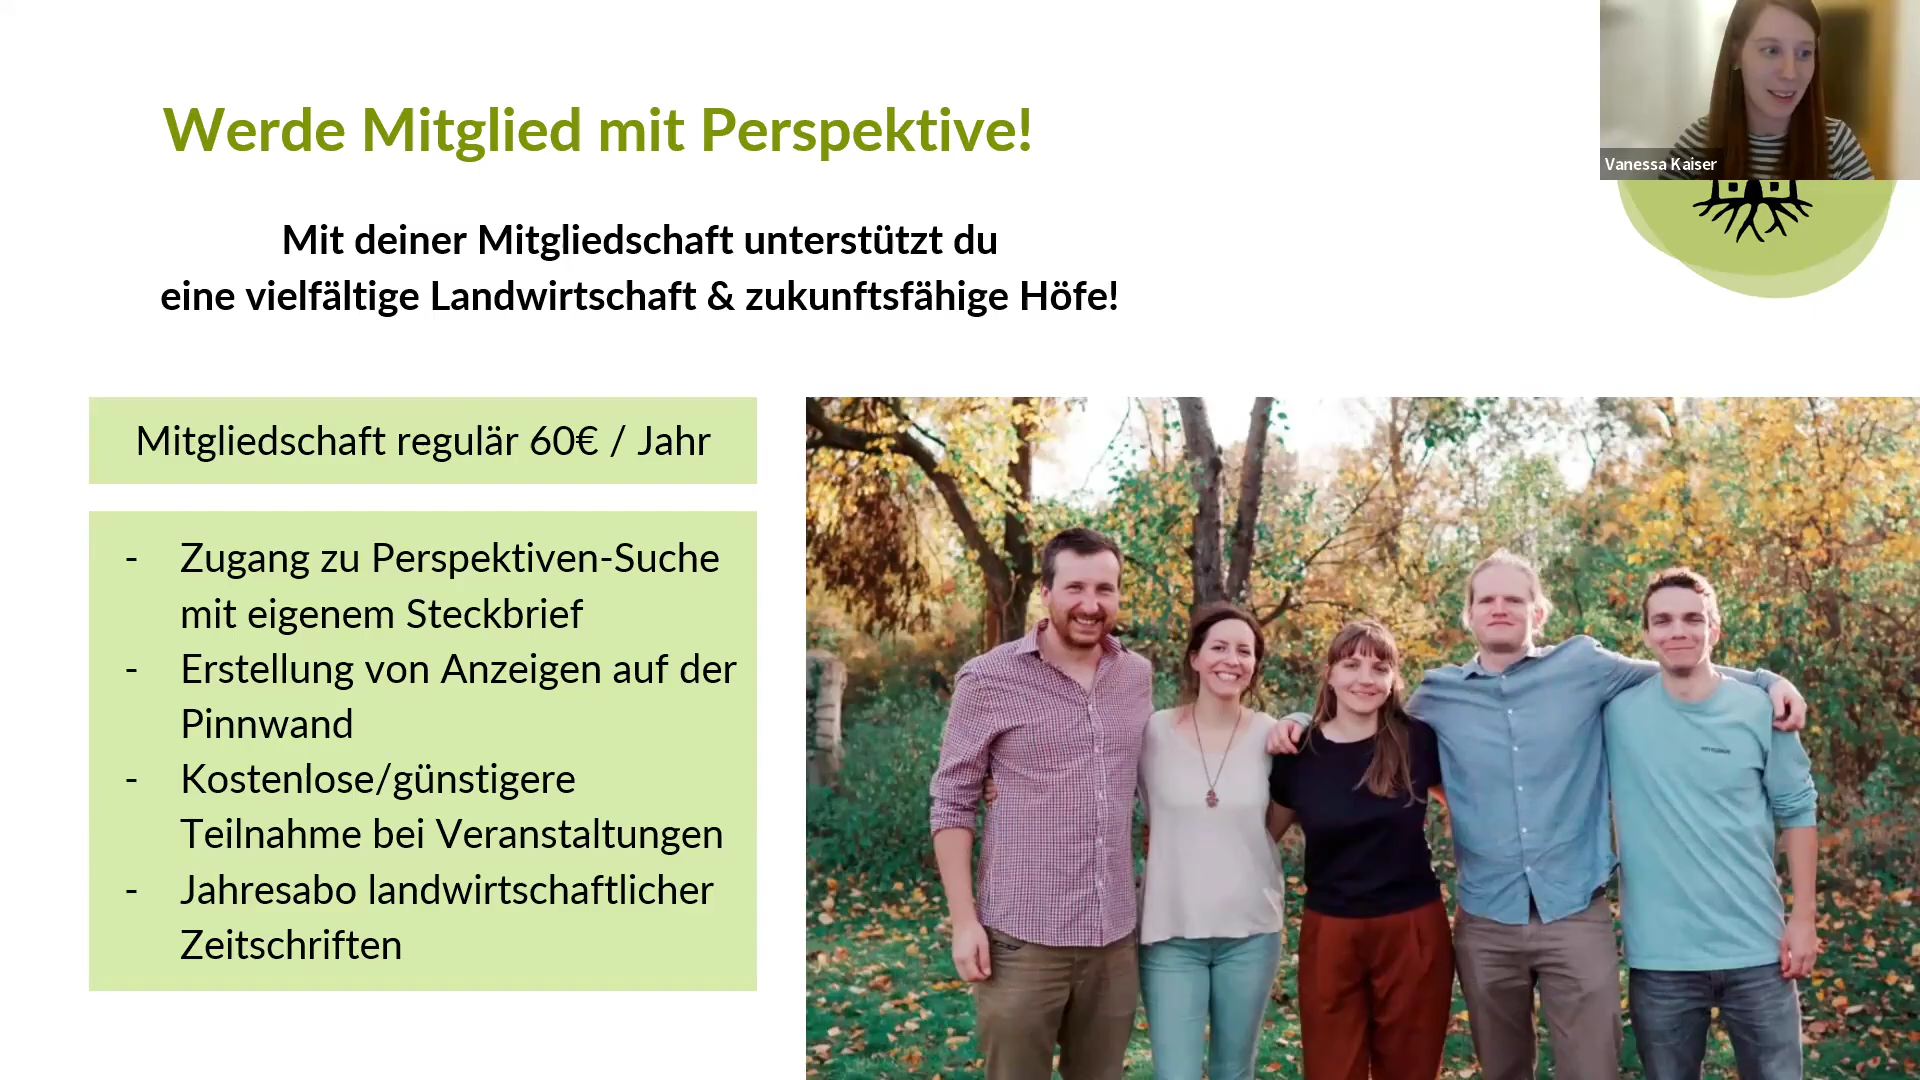 Werde Mitglied mit Perspektive!
Vanessa Kaiser
Mit deiner Mitgliedschaft unterstützt du
eine vielfältige Landwirtschaft & zukunftsfähige Höfe!
Mitgliedschaft regulär 60€ / Jahr
- Zugang zu Perspektiven-Suche
mit eigenem Steckbrief
- Erstellung von Anzeigen auf der
Pinnwand
- Kostenlose/günstigere
Teilnahme bei Veranstaltungen
- Jahresabo landwirtschaftlicher
Zeitschriften